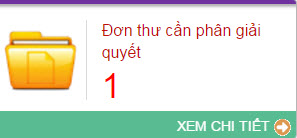 Đơn thư cần phân giải
quyết
1
XEM CHI TIẾT